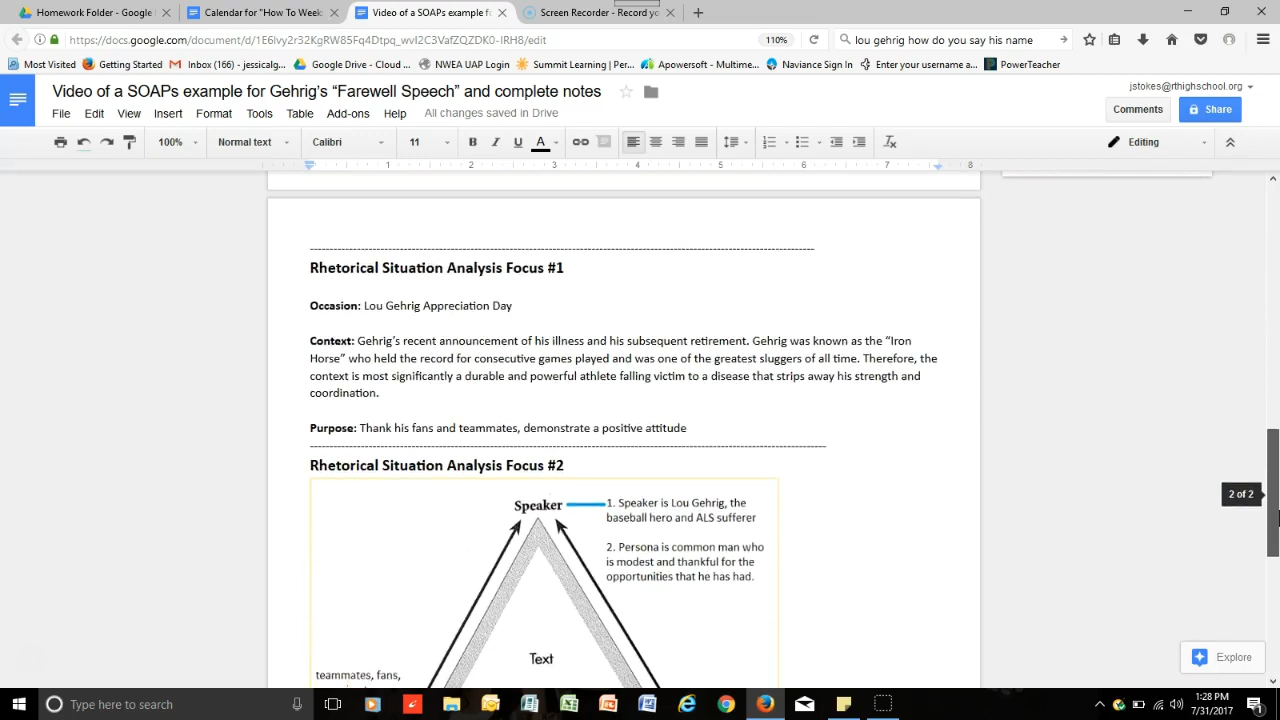 Homework Folder - Google
Calendar for "How To Week
Video of a SOAPs example f
Screen Recorder - Record yo
https://docs.google.com/document/d/1E6lvy2r32KgRW85Fq4Dtpq_wvI2C3VafZQZDK0-IRH8/edit
110%
lou gehrig how do you say his name
Most Visited
Getting Started
Inbox (166) - jessicalg...
Google Drive - Cloud ...
NWEA UAP Login
Summit Learning | Per...
Apowersoft - Multime...
Naviance Sign In
Enter your username a...
PowerTeacher
Video of a SOAPs example for Gehrig's "Farewell Speech" and complete notes
jstokes@rthighschool.org
File Edit View Insert Format Tools Table Add-ons Help All changes saved in Drive
Comments
Share
100% Normal text Calibri 11 B I U A Editing
1 2 3 4 5 6 7 8
Rhetorical Situation Analysis Focus #1
Occasion: Lou Gehrig Appreciation Day
Context: Gehrig's recent announcement of his illness and his subsequent retirement. Gehrig was known as the "Iron
Horse" who held the record for consecutive games played and was one of the greatest sluggers of all time. Therefore, the
context is most significantly a durable and powerful athlete falling victim to a disease that strips away his strength and
coordination.
Purpose: Thank his fans and teammates, demonstrate a positive attitude
Rhetorical Situation Analysis Focus #2
2 of 2
Speaker
1. Speaker is Lou Gehrig, the
baseball hero and ALS sufferer
2. Persona is common man who
is modest and thankful for the
opportunities that he has had.
Text
teammates, fans,
Explore
Type here to search
1:28 PM
7/31/2017